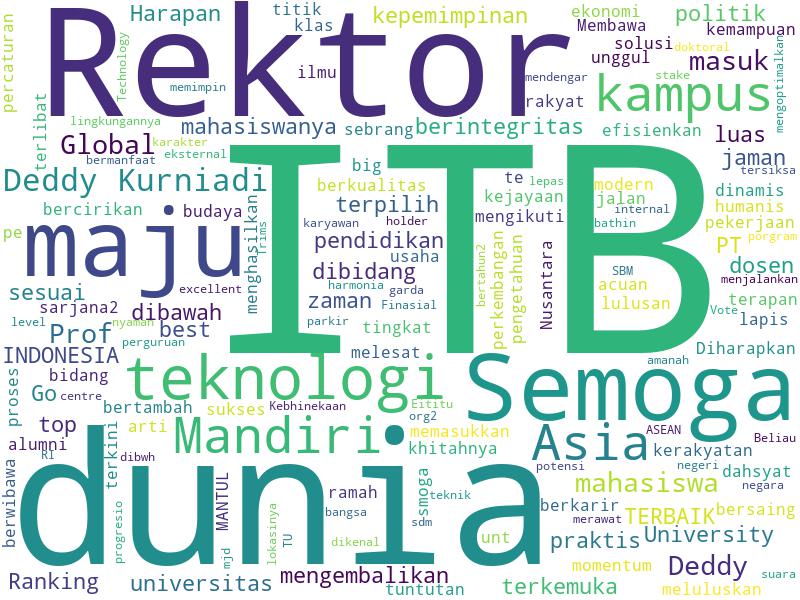 Rektor
Harapan
titik
klas
kepemimpinan
ekonomi
Membawa
politik
kemampuan
solusi
doktoral
unggul
masuk
percaturan
Technology
ilmu
memimpin
mendengar
stake
rakyat
kampus
mengoptimalkan
terlibat
lingkungannya
mahasiswanya
sebrang
berintegritas
efisienkan
luas
Global
karakter
bermanfaat
eksternal
ITB
big
te
lepas
jaman
tersiksa
Deddy Kurniadi
berkualitas
kejayaan
modern
jalan
dinamis
humanis
bercirikan
budaya
menghasilkan
terpilih
karyawan
holder
mengikuti
internal
bathin
pekerjaan
pe
maju
Trims
pendidikan
usaha
bertahun2
perkembangan
pengetahuan
Nusantara
PT
porgram
dibidang
SBM
dosen
menjalankan
sesuai
excellent
harmonia
garda
acuan
sarjana2
zaman
Finasial
lulusan
terapan
dibawah
Vote
level
nyaman
Prof
best
parkir
tingkat
lapis
perguruan
INDONESIA
melesat
Diharapkan
amanah
teknologi
Semoga
bidang
proses
Go
centre
bertambah
sukses
Kebhinekaan
Eititu
org2
top
terkini
arti
Mandiri
memasukkan
Asia
ASEAN
Beliau
alumni
khitahnya
kerakyatan
R1
dibwh
dunia
berwibawa
potensi
negeri
dahsyat
smoga
teknik
mahasiswa
negara
MANTUL
ramah
progresio
lokasinya
bangsa
sdm
berkarir
merawat
TERBAIK
bersaing
TU
dikenal
unt
praktis
University
mjd
momentum
Deddy
suara
Ranking
universitas
mengembalikan
tuntutan
terkemuka
meluluskan